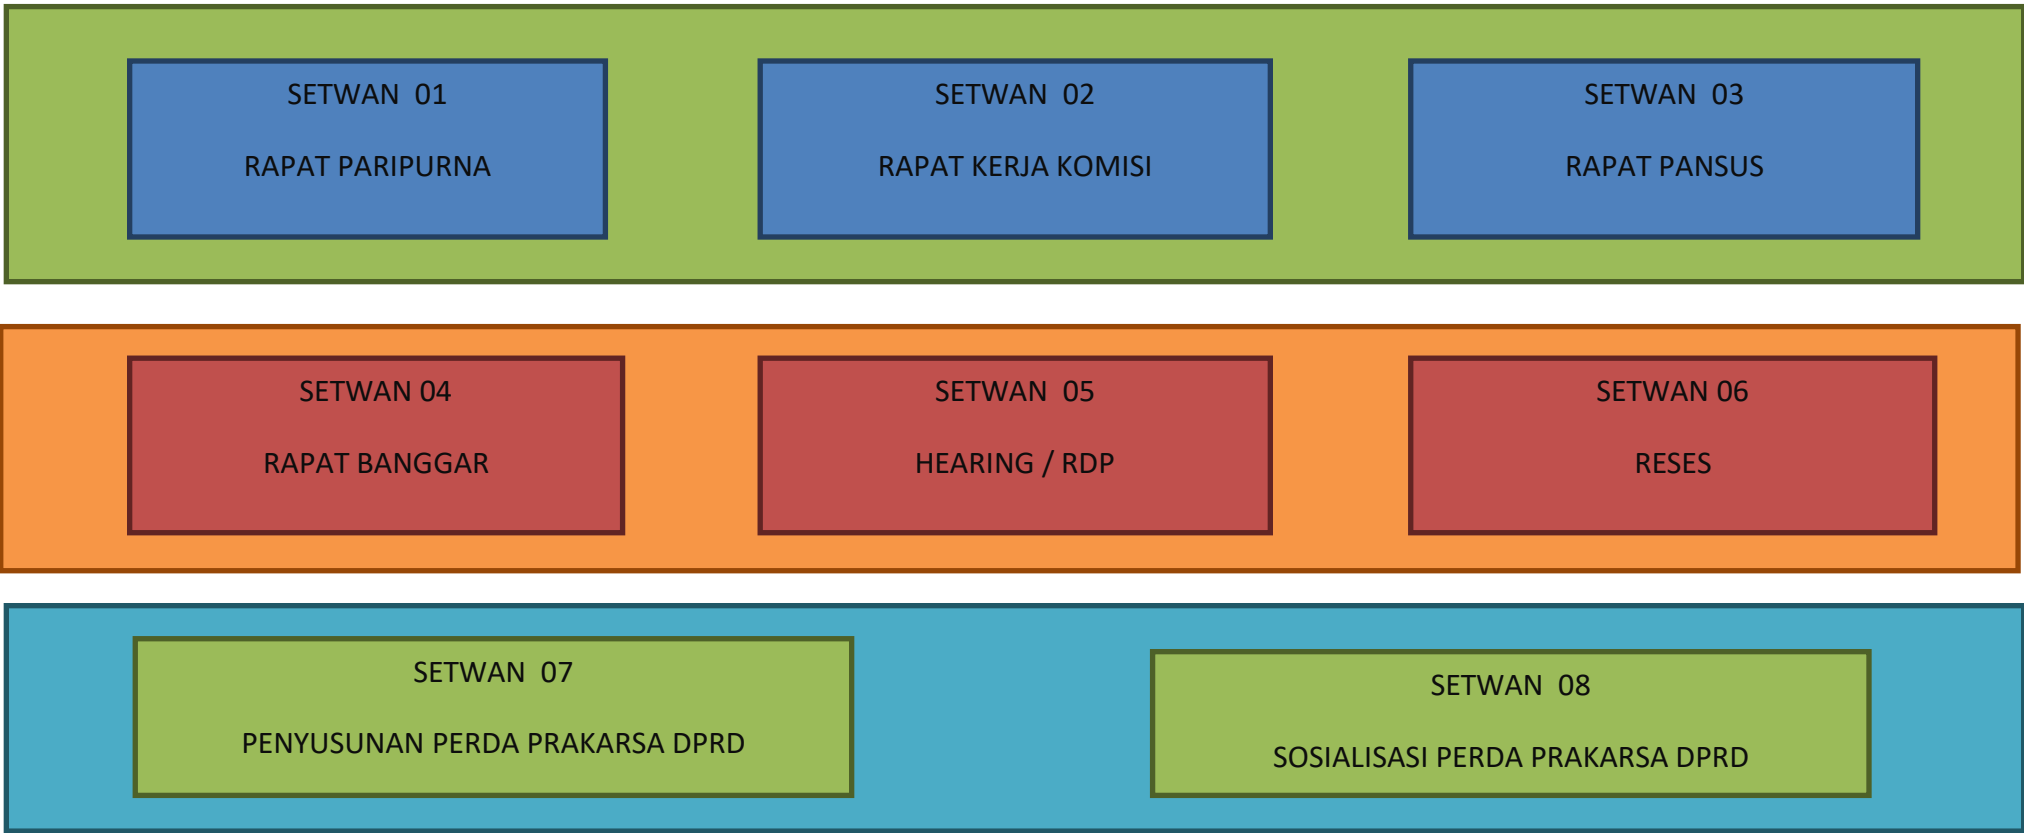 SETWAN  01
RAPAT PARIPURNA
SETWAN  02
RAPAT KERJA KOMISI
SETWAN  03
RAPAT PANSUS
SETWAN 04
RAPAT BANGGAR
SETWAN  05
HEARING / RDP
SETWAN 06
RESES
SETWAN  07
PENYUSUNAN PERDA PRAKARSA DPRD
SETWAN  08
SOSIALISASI PERDA PRAKARSA DPRD